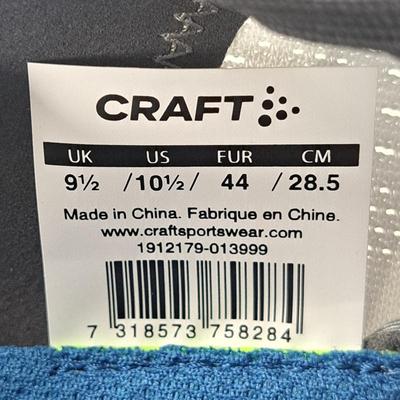 CRAFT
UK US EUR CM
9½ / 10½ / 44 / 28.5
Made in China. Fabrique en Chine.
www.craftsportswear.com
1912179-013999
7 318573 758284